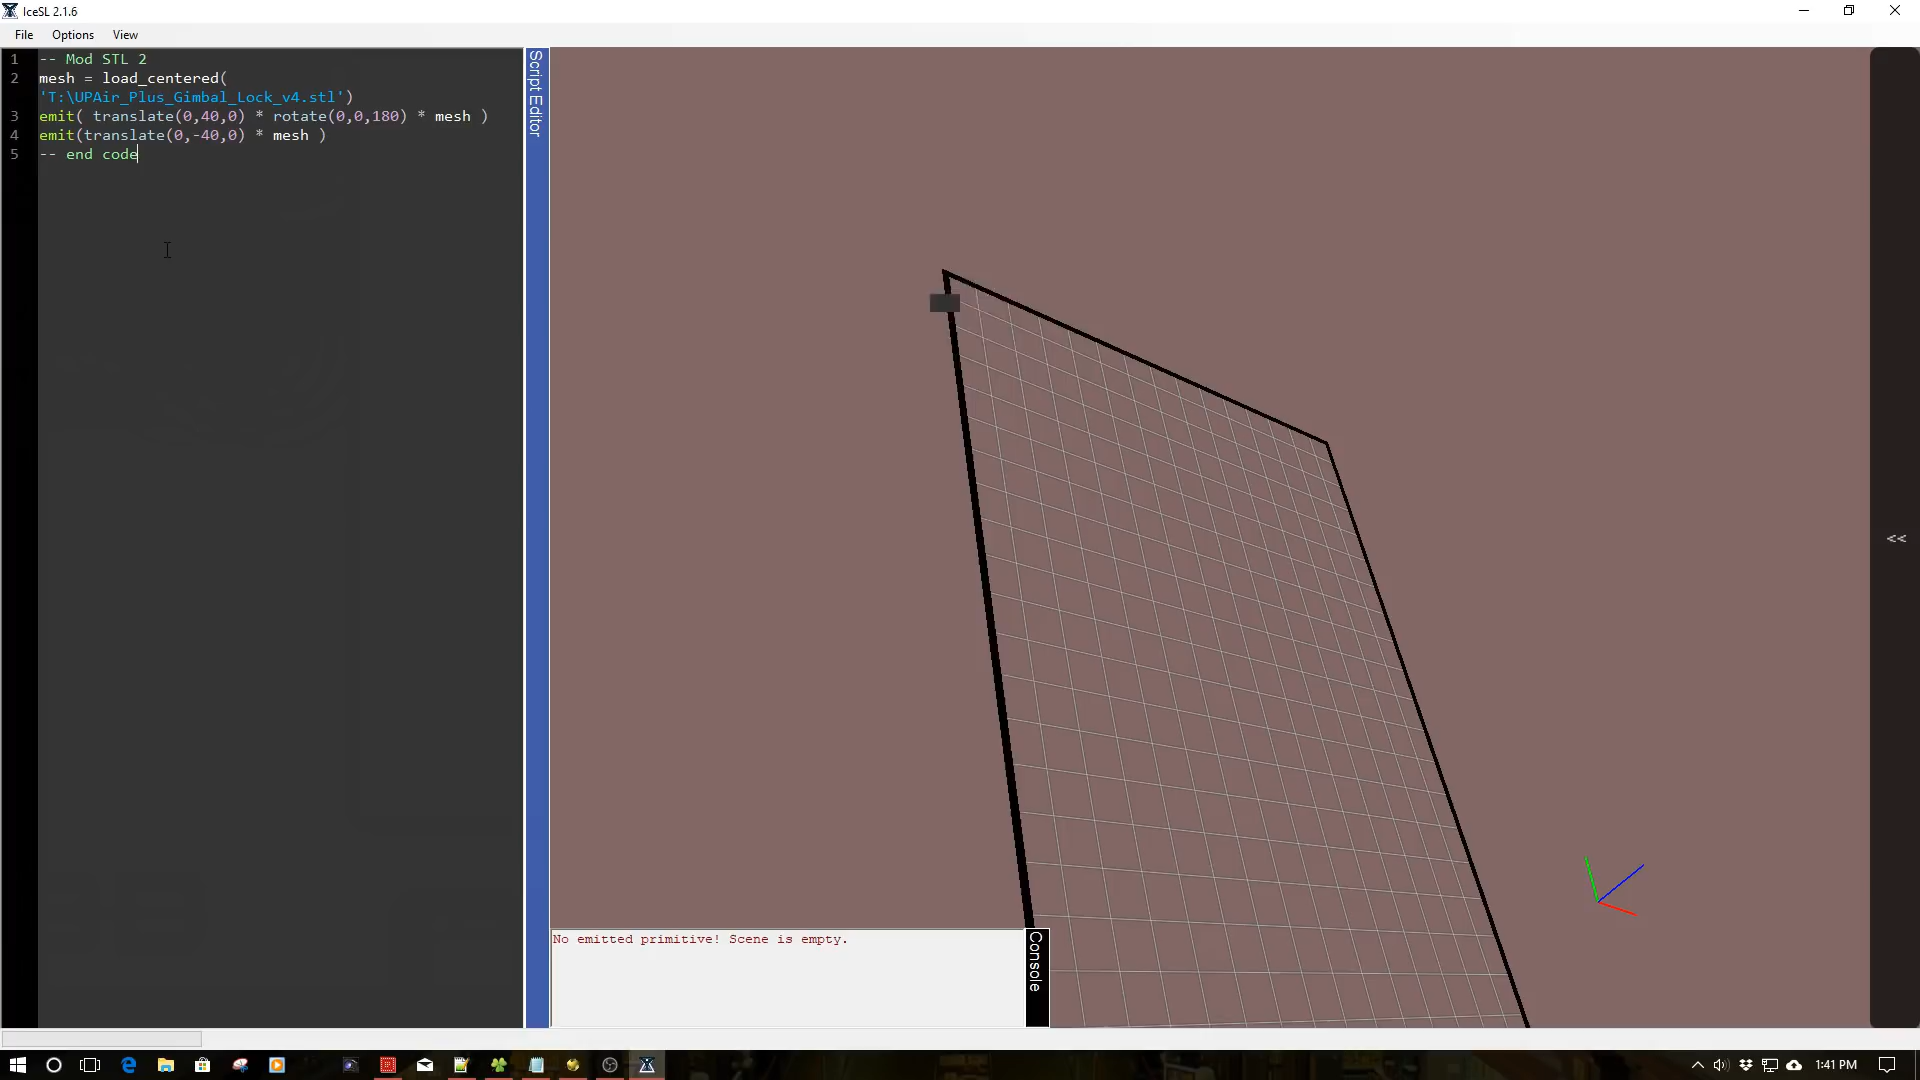 IceSL 2.1.6
File Options View
1 -- Mod STL 2
2 mesh = load_centered(
'T:\UPAir_Plus_Gimbal_Lock_v4.stl')
3 emit( translate(0,40,0) * rotate(0,0,180) * mesh )
4 emit(translate(0,-40,0) * mesh )
5 -- end code
Script Editor
<<
No emitted primitive! Scene is empty.
Console
1:41 PM